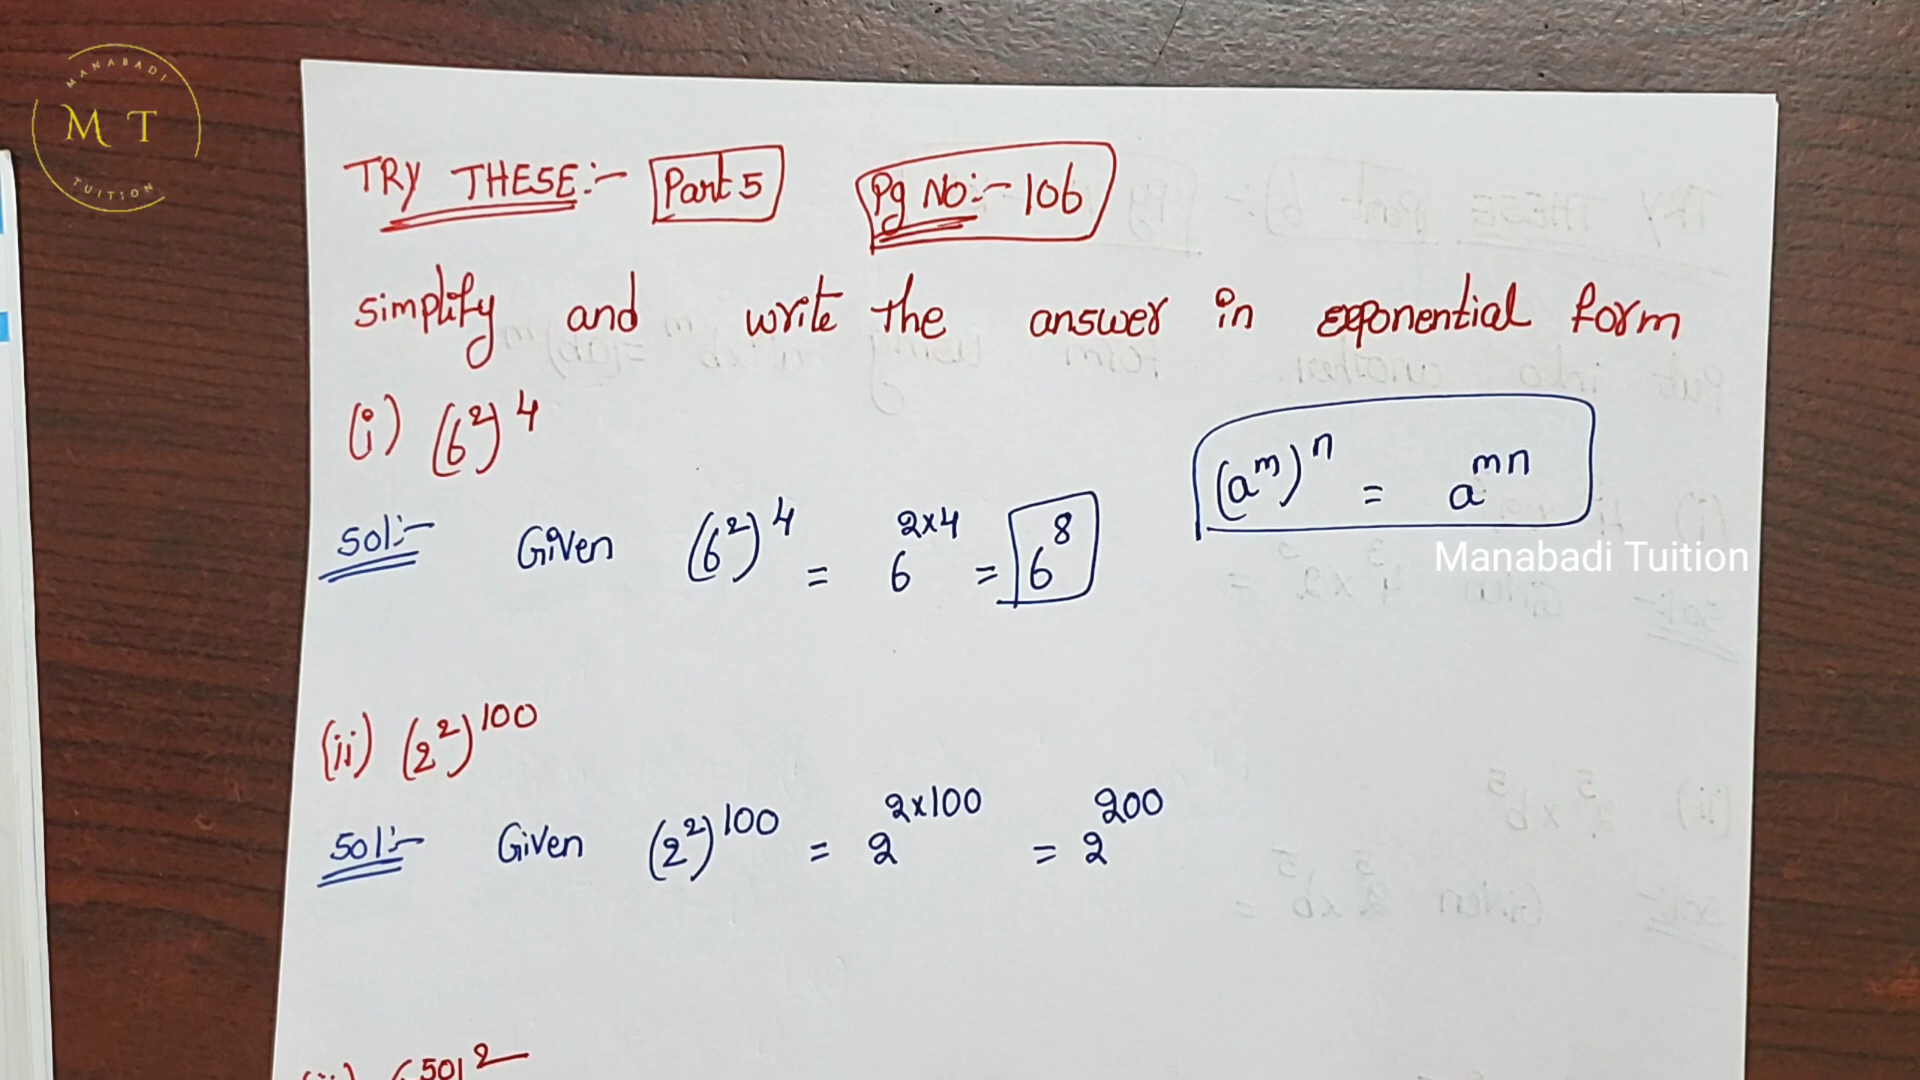 MANABADI
M T
TUITION
TRY THESE:- Part 5 Pg No:- 106
simplify and write the answer in exponential form
(i) (6²)⁴
(aᵐ)ⁿ = aᵐⁿ
Sol:- Given (6²)⁴ = 6²ˣ⁴ = 6⁸
Manabadi Tuition
(ii) (2²)¹⁰⁰
Sol:- Given (2²)¹⁰⁰ = 2²ˣ¹⁰⁰ = 2²⁰⁰